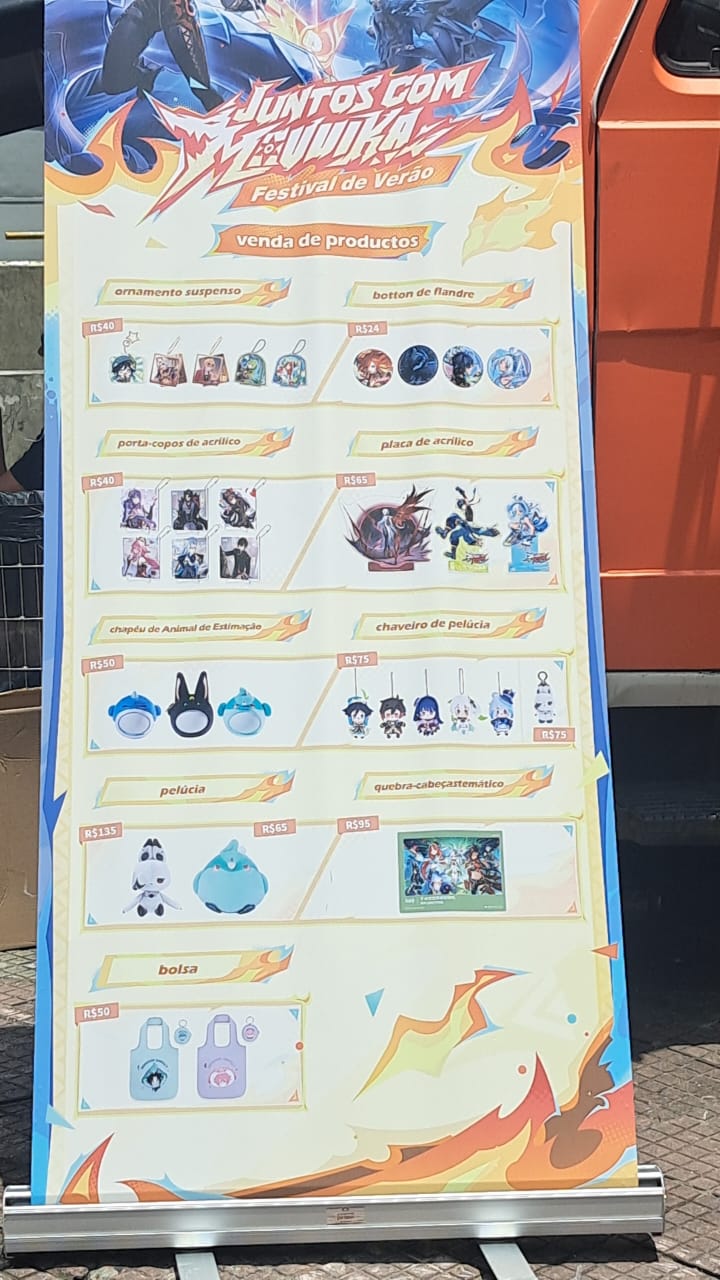 JUNTOS COM
MAVUIKA
Festival de Verão
venda de productos
ornamento suspenso
R$40
botton de flandre
R$24
porta-copos de acrílico
R$40
placa de acrílico
R$65
chapéu de Animal de Estimação
R$50
chaveiro de pelúcia
R$75
R$75
pelúcia
R$135
R$65
quebra-cabeçastemático
R$95
bolsa
R$50